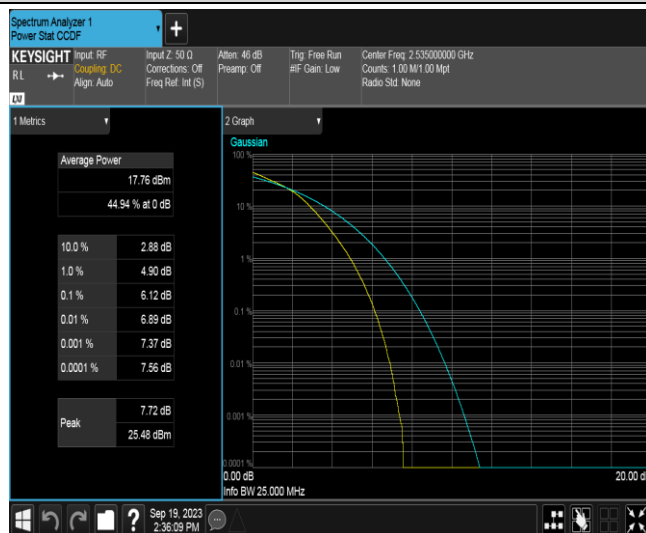 Spectrum Analyzer 1
Power Stat CCDF
KEYSIGHT
RL
LXI
Input: RF
Coupling: DC
Align: Auto
Input Z: 50 Ω
Corrections: Off
Freq Ref: Int (S)
Atten: 46 dB
Preamp: Off
Trig: Free Run
#IF Gain: Low
Center Freq: 2.535000000 GHz
Counts: 1.00 M/1.00 Mpt
Radio Std: None
1 Metrics
Average Power
17.76 dBm
44.94 % at 0 dB
10.0 % 2.88 dB
1.0 % 4.90 dB
0.1 % 6.12 dB
0.01 % 6.89 dB
0.001 % 7.37 dB
0.0001 % 7.56 dB
Peak
7.72 dB
25.48 dBm
2 Graph
Gaussian
100 %
10 %
1 %
0.1 %
0.01 %
0.001 %
0.0001 %
0.00 dB
20.00 d
Info BW 25.000 MHz
?
Sep 19, 2023
2:36:09 PM